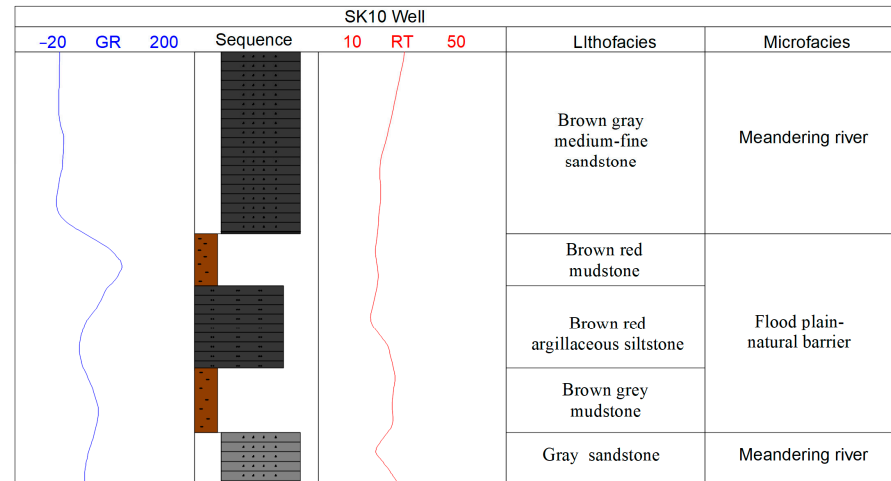 SK10 Well
−20 GR 200 Sequence 10 RT 50 LIthofacies Microfacies
Brown gray
medium-fine
sandstone
Meandering river
Brown red
mudstone
Brown red
argillaceous siltstone
Flood plain-
natural barrier
Brown grey
mudstone
Gray sandstone
Meandering river